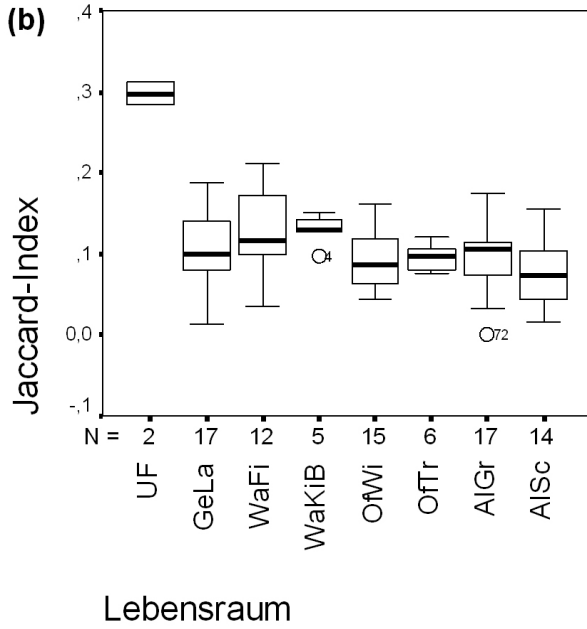 (b)
,4
,3
,2
,1
0,0
-,1
Jaccard-Index
4
72
N = 2 17 12 5 15 6 17 14
UF GeLa WaFi WaKiB OfWi OfTr AlGr AlSc
Lebensraum